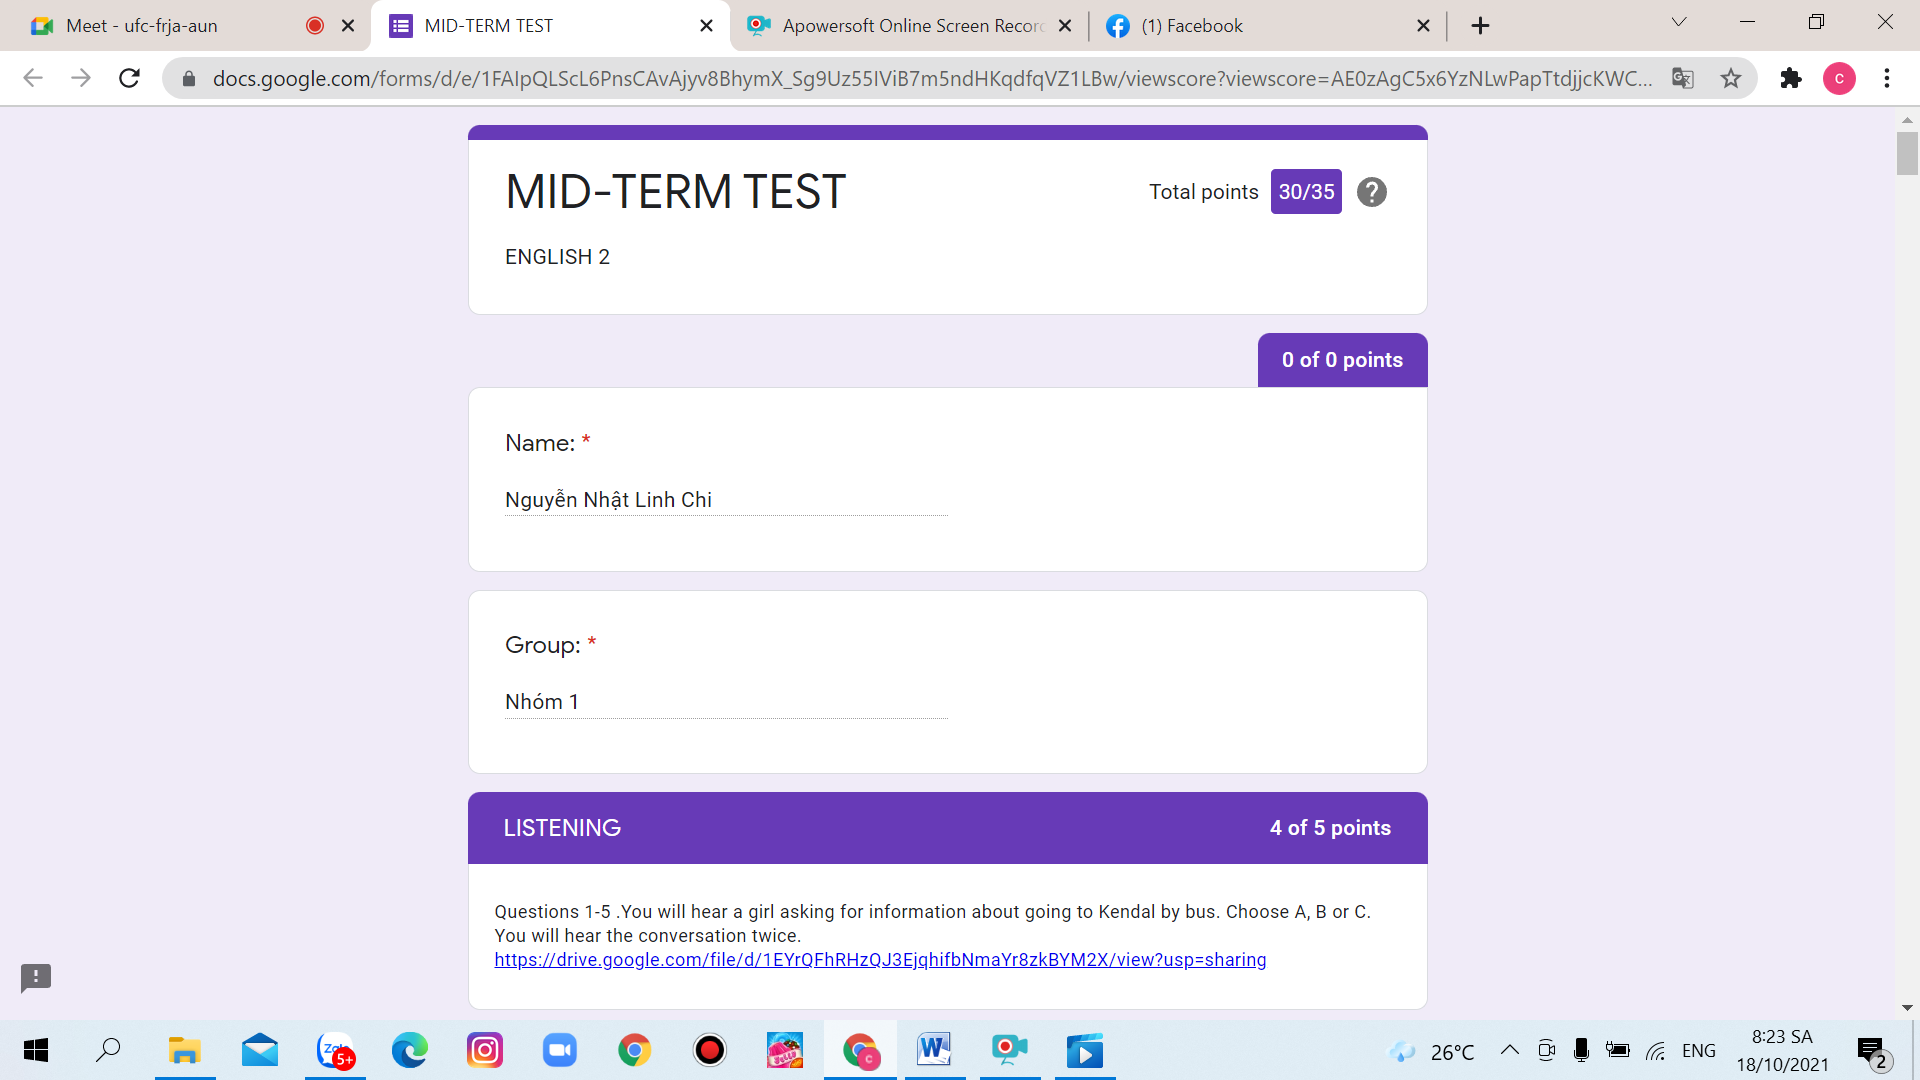 Meet - ufc-frja-aun
MID-TERM TEST
Apowersoft Online Screen Recor
(1) Facebook
docs.google.com/forms/d/e/1FAIpQLScL6PnsCAvAjyv8BhymX_Sg9Uz55IViB7m5ndHKqdfqVZ1LBw/viewscore?viewscore=AE0zAgC5x6YzNLwPapTtdjjcKWC...
C
MID-TERM TEST
Total points 30/35
ENGLISH 2
0 of 0 points
Name: *
Nguyễn Nhật Linh Chi
Group: *
Nhóm 1
LISTENING
4 of 5 points
Questions 1-5 .You will hear a girl asking for information about going to Kendal by bus. Choose A, B or C.
You will hear the conversation twice.
https://drive.google.com/file/d/1EYrQFhRHzQJ3EjqhifbNmaYr8zkBYM2X/view?usp=sharing
Zalo
5+
C
W
26°C
ENG
8:23 SA
18/10/2021
2